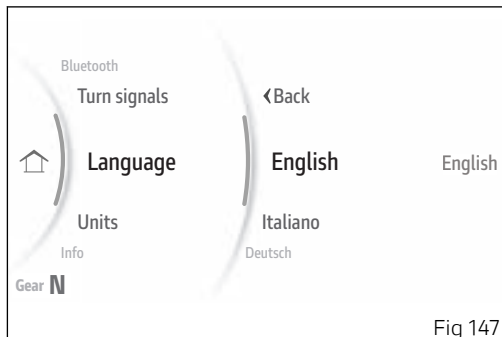 Bluetooth
Turn signals
‹Back
Language
English
English
Units
Italiano
Info
Deutsch
Gear N
Fig 147